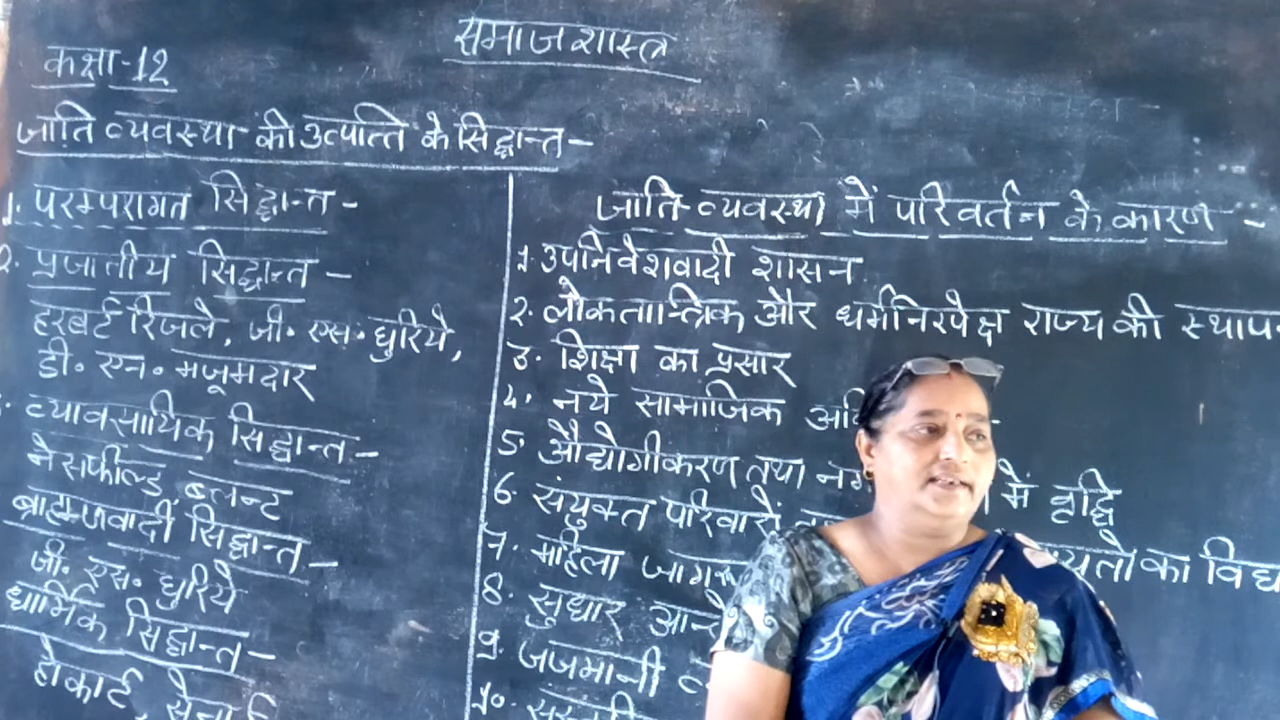 समाजशास्त्र
कक्षा-12
जाति व्यवस्था की उत्पत्ति के सिद्धान्त-
1. परम्परागत सिद्धान्त-
2. प्रजातीय सिद्धान्त-
हरबर्ट रिजले, जी. एस. घुरिये,
डी. एन. मजूमदार
व्यावसायिक सिद्धान्त-
नेसफील्ड, ब्लन्ट
ब्राह्मणवादी सिद्धान्त-
जी. एस. घुरिये
धार्मिक सिद्धान्त-
होकार्ट,
जाति-व्यवस्था में परिवर्तन के कारण -
1. उपनिवेशवादी शासन
2. लोकतान्त्रिक और धर्मनिरपेक्ष राज्य की
3. शिक्षा का प्रसार
4. नये सामाजिक
5. औद्योगीकरण तथा में वृद्धि
6. संयुक्त परिवारों
7. महिला
8. सुधार
9. जजमानी
10.